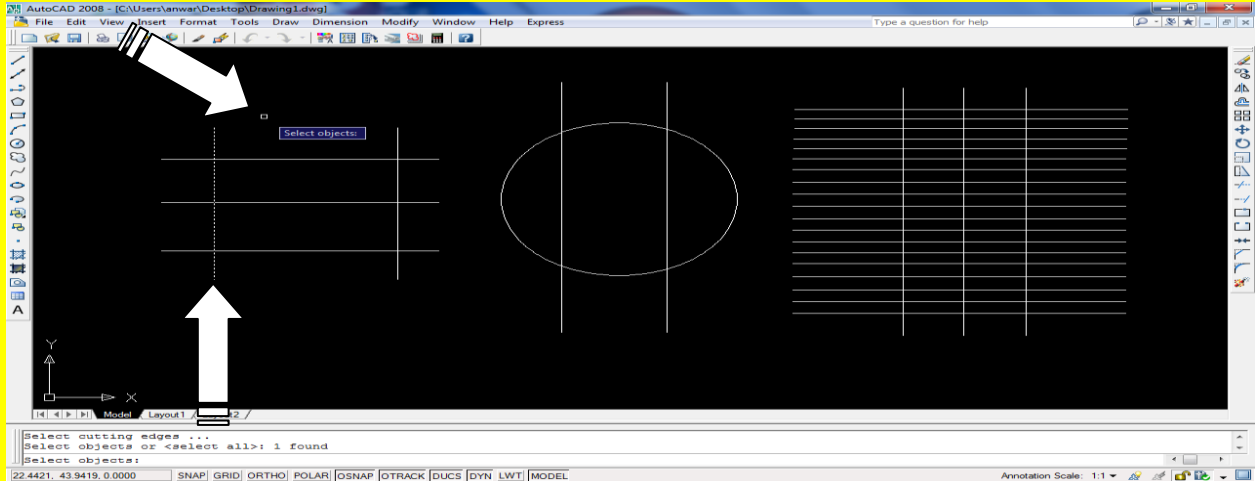 AutoCAD 2008 - [C:\Users\anwar\Desktop\Drawing1.dwg]
File Edit View Insert Format Tools Draw Dimension Modify Window Help Express Type a question for help
Select objects:
A
Y
X
Model Layout1
Select cutting edges ...
Select objects or <select all>: 1 found
Select objects:
22.4421, 43.9419, 0.0000 SNAP GRID ORTHO POLAR OSNAP OTRACK DUCS DYN LWT MODEL Annotation Scale: 1:1